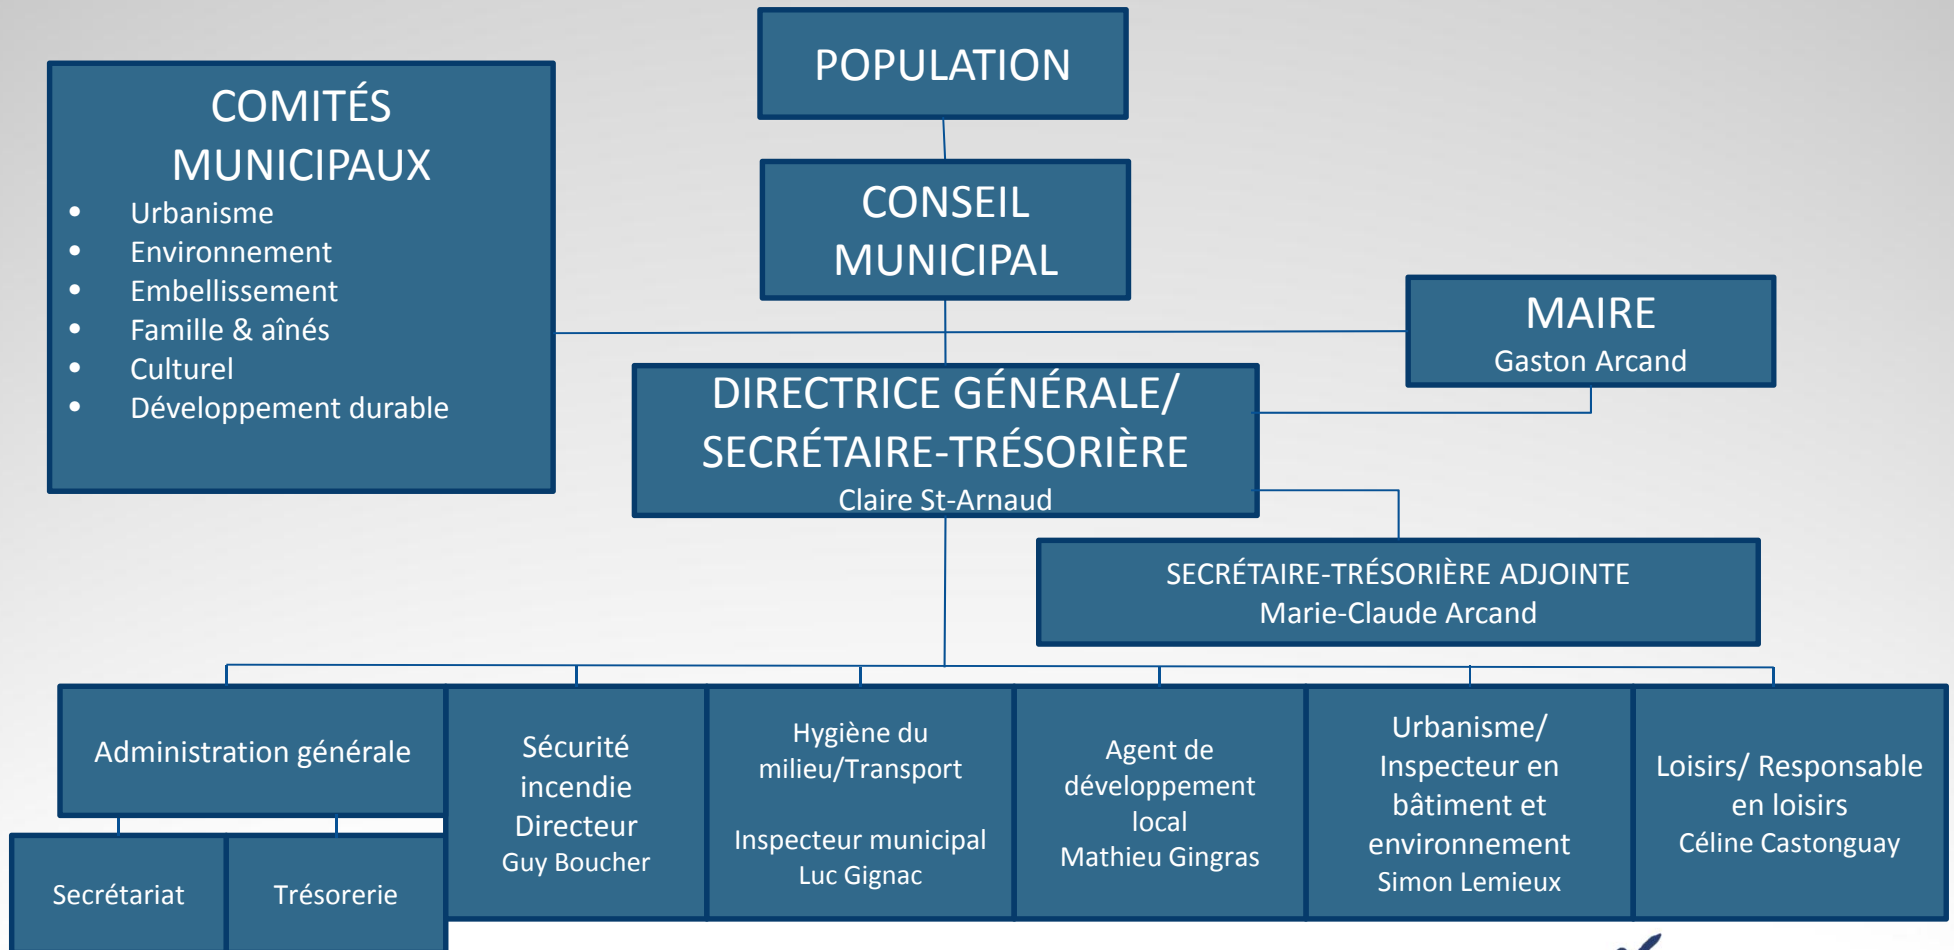 POPULATION
COMITÉS
MUNICIPAUX
• Urbanisme
• Environnement
• Embellissement
• Famille & aînés
• Culturel
• Développement durable
CONSEIL
MUNICIPAL
MAIRE
Gaston Arcand
DIRECTRICE GÉNÉRALE/
SECRÉTAIRE-TRÉSORIÈRE
Claire St-Arnaud
SECRÉTAIRE-TRÉSORIÈRE ADJOINTE
Marie-Claude Arcand
Administration générale
Secrétariat
Trésorerie
Sécurité
incendie
Directeur
Guy Boucher
Hygiène du
milieu/Transport
Inspecteur municipal
Luc Gignac
Agent de
développement
local
Mathieu Gingras
Urbanisme/
Inspecteur en
bâtiment et
environnement
Simon Lemieux
Loisirs/ Responsable
en loisirs
Céline Castonguay